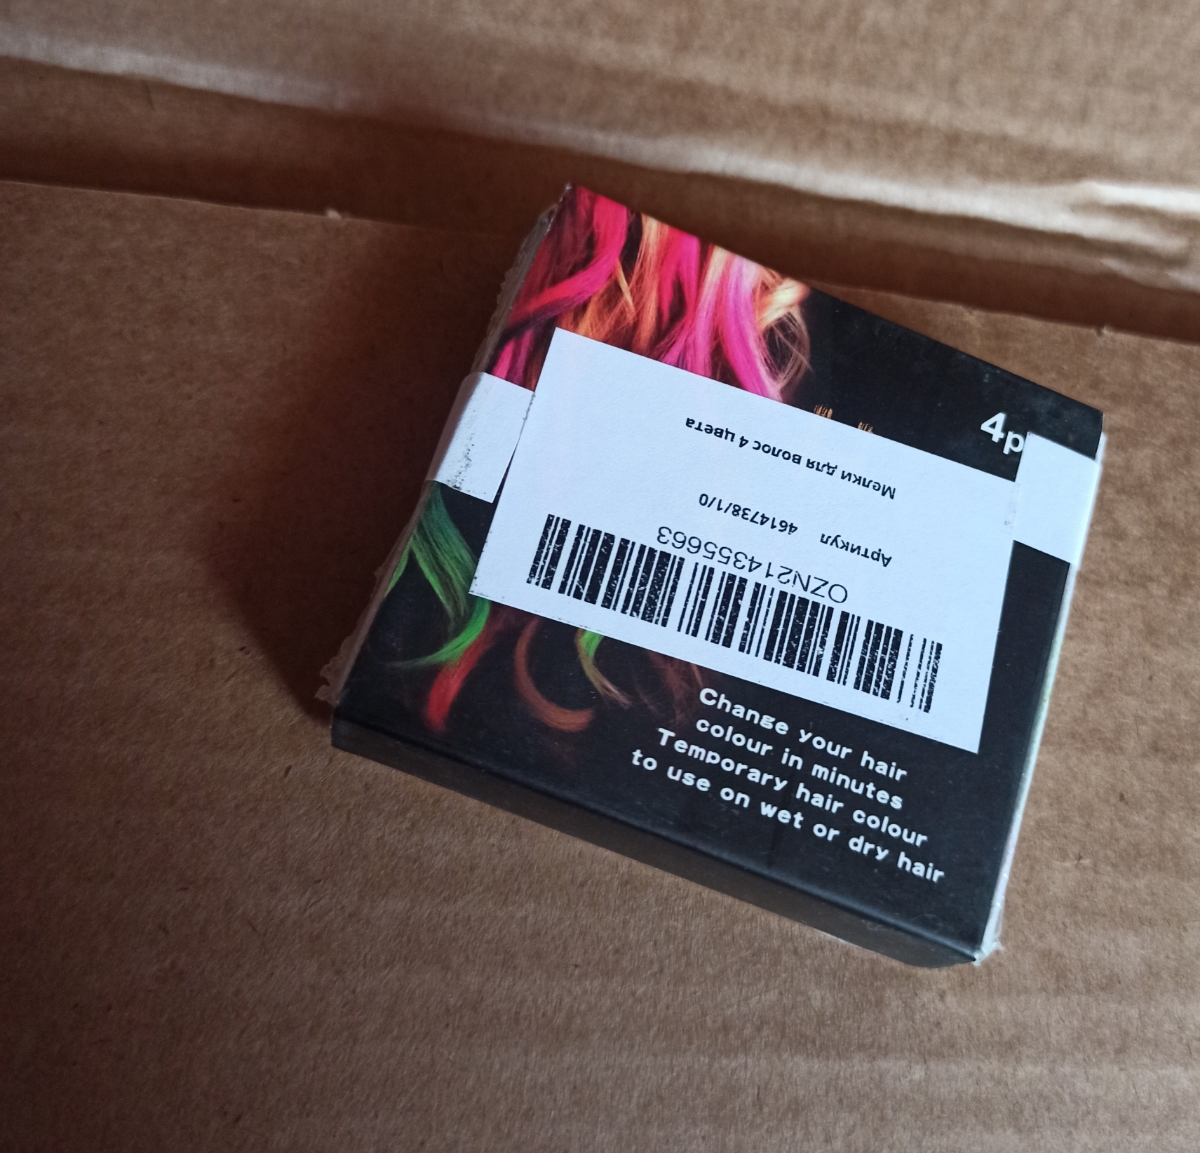 4p
Мелки для волос 4 цвета
Артикул 4614738/1/0
OZN214355663
Change your hair
colour in minutes
Temporary hair colour
to use on wet or dry hair